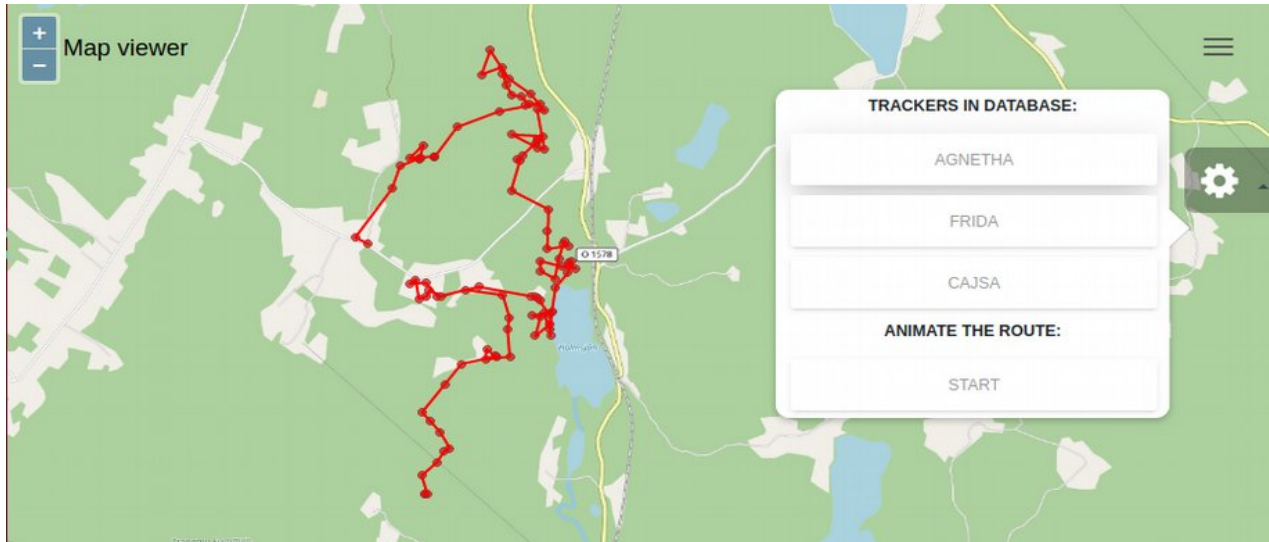 +
Map viewer
−
TRACKERS IN DATABASE:
AGNETHA
FRIDA
CAJSA
ANIMATE THE ROUTE:
START
O 1578